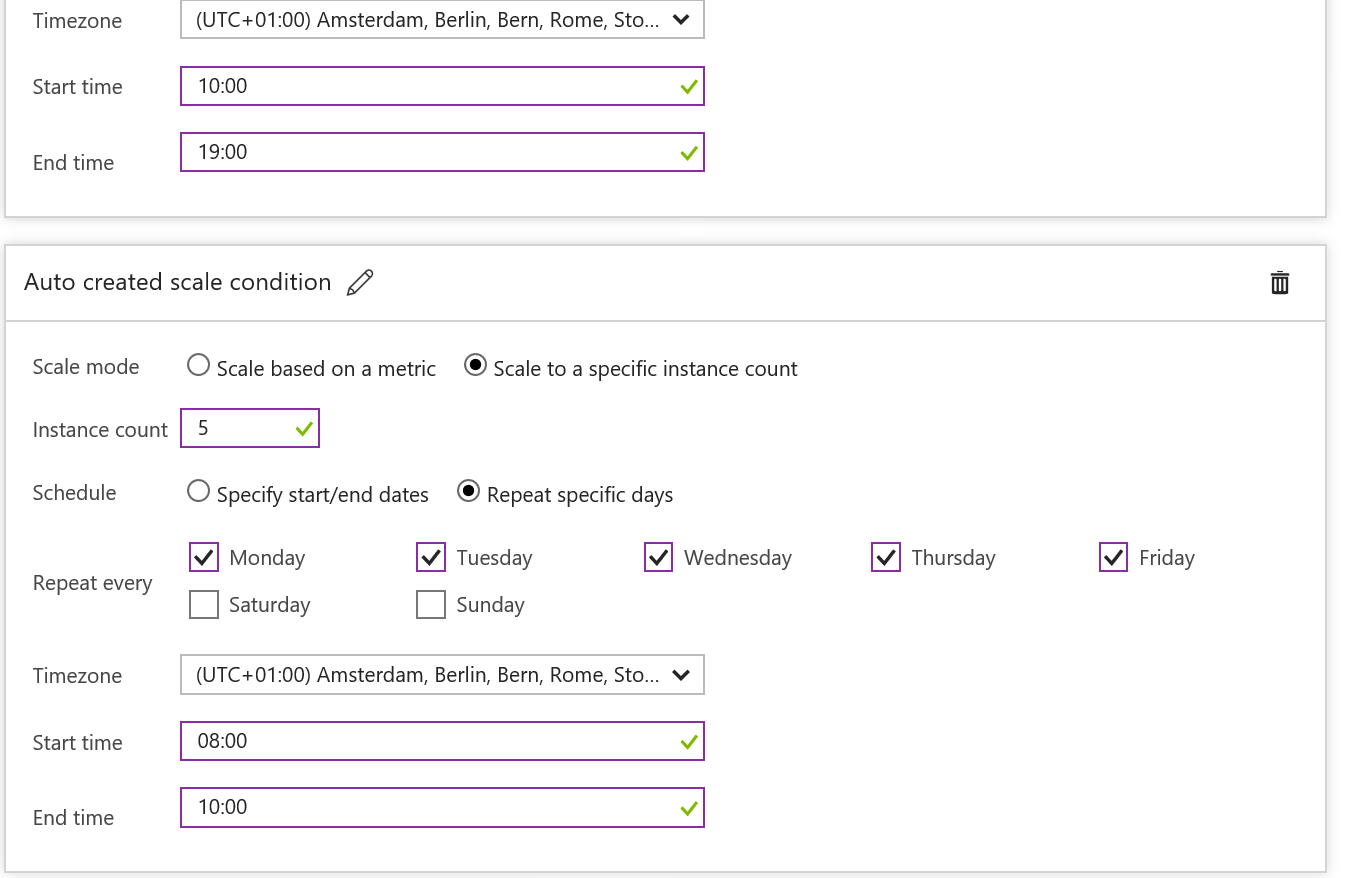 Timezone (UTC+01:00) Amsterdam, Berlin, Bern, Rome, Sto...
Start time 10:00
End time 19:00
Auto created scale condition
Scale mode Scale based on a metric Scale to a specific instance count
Instance count 5
Schedule Specify start/end dates Repeat specific days
Monday Tuesday Wednesday Thursday Friday
Repeat every
Saturday Sunday
Timezone (UTC+01:00) Amsterdam, Berlin, Bern, Rome, Sto...
Start time 08:00
End time 10:00